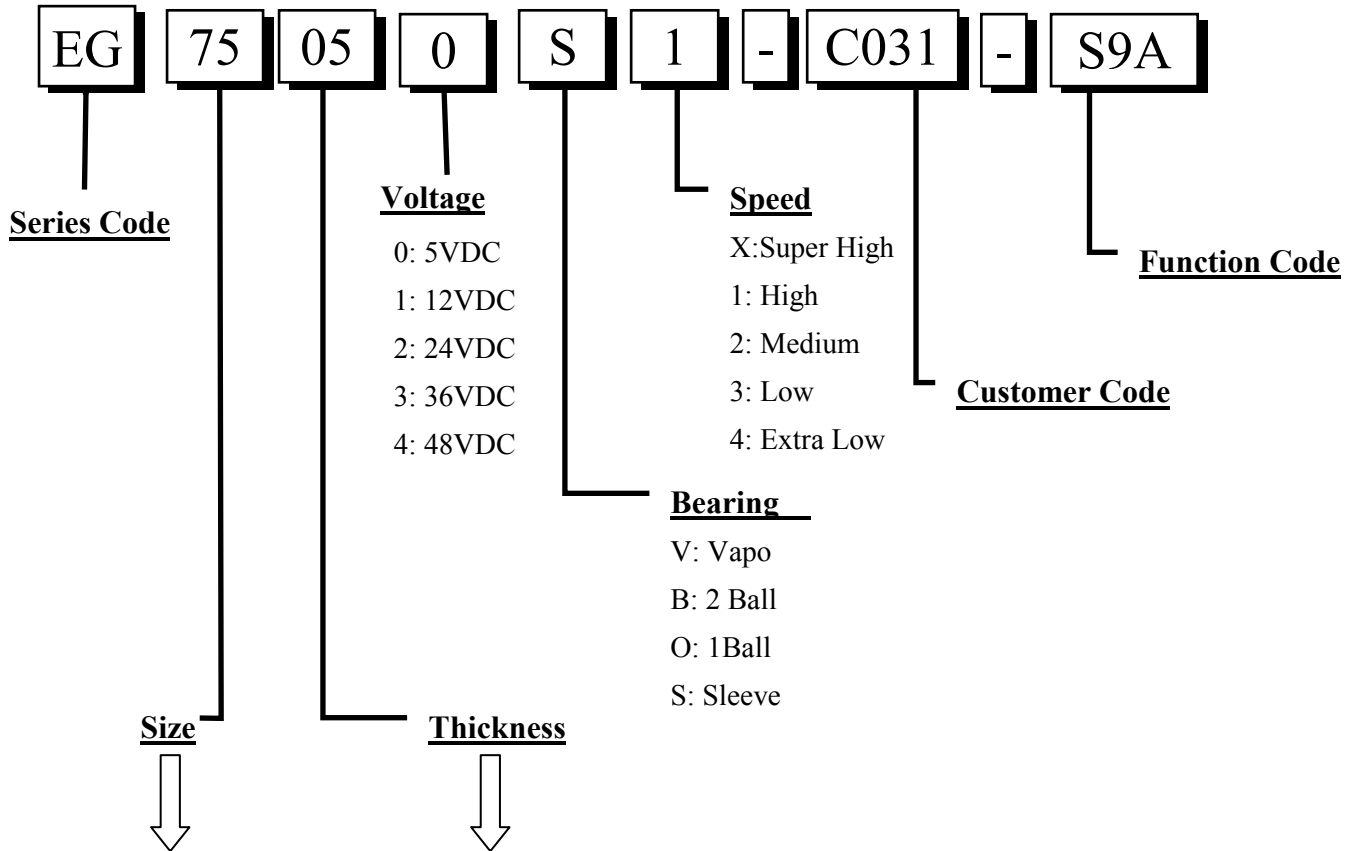 EG 75 05 0 S 1 - C031 - S9A
Series Code
Voltage
0: 5VDC
1: 12VDC
2: 24VDC
3: 36VDC
4: 48VDC
Speed
X:Super High
1: High
2: Medium
3: Low
4: Extra Low
Function Code
Customer Code
Bearing
V: Vapo
B: 2 Ball
O: 1Ball
S: Sleeve
Size
Thickness